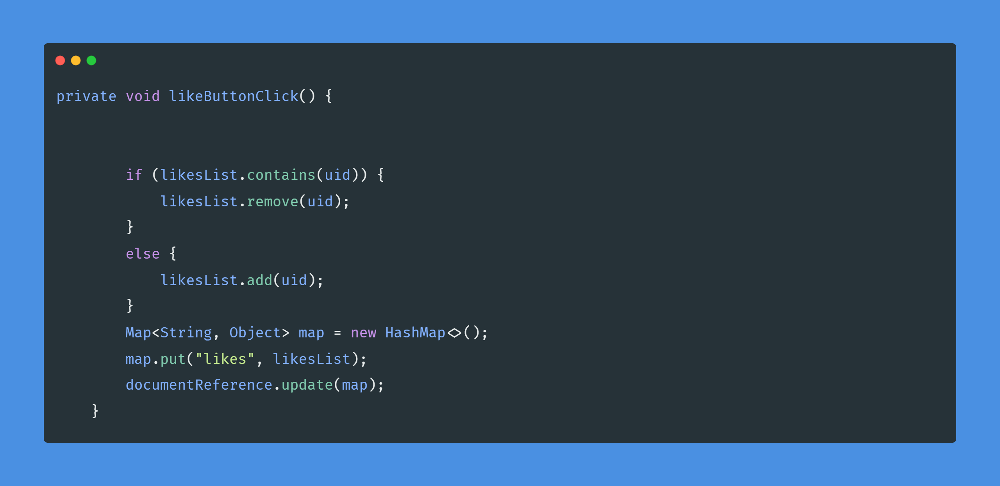 private void likeButtonClick() {
if (likesList.contains(uid)) {
likesList.remove(uid);
}
else {
likesList.add(uid);
}
Map<String, Object> map = new HashMap<>();
map.put("likes", likesList);
documentReference.update(map);
}